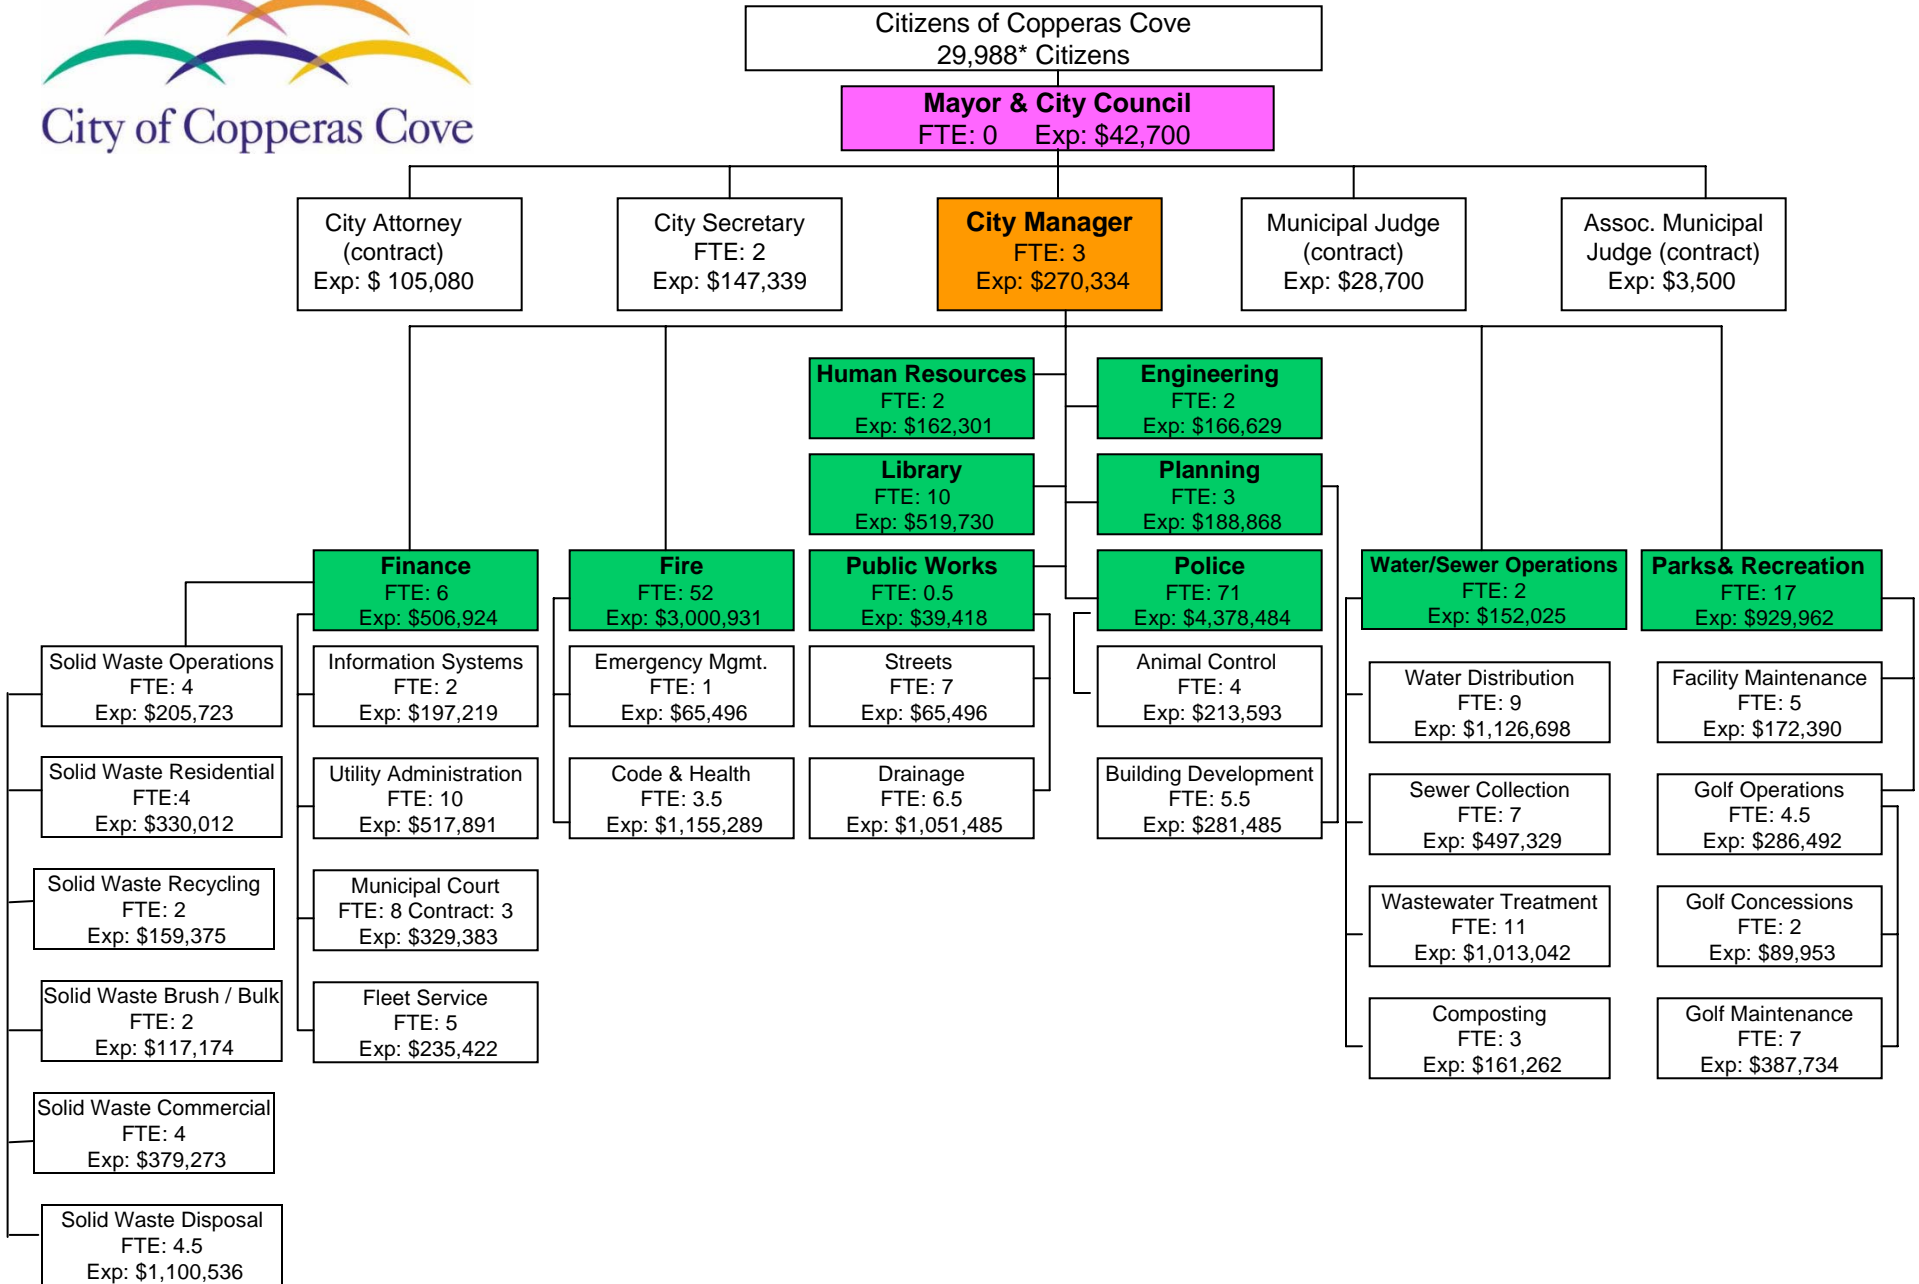 City of Copperas Cove
Citizens of Copperas Cove
29,988* Citizens
Mayor & City Council
FTE: 0 Exp: $42,700
City Attorney
(contract)
Exp: $ 105,080
City Secretary
FTE: 2
Exp: $147,339
City Manager
FTE: 3
Exp: $270,334
Municipal Judge
(contract)
Exp: $28,700
Assoc. Municipal
Judge (contract)
Exp: $3,500
Human Resources
FTE: 2
Exp: $162,301
Engineering
FTE: 2
Exp: $166,629
Library
FTE: 10
Exp: $519,730
Planning
FTE: 3
Exp: $188,868
Finance
FTE: 6
Exp: $506,924
Fire
FTE: 52
Exp: $3,000,931
Public Works
FTE: 0.5
Exp: $39,418
Police
FTE: 71
Exp: $4,378,484
Water/Sewer Operations
FTE: 2
Exp: $152,025
Parks& Recreation
FTE: 17
Exp: $929,962
Solid Waste Operations
FTE: 4
Exp: $205,723
Information Systems
FTE: 2
Exp: $197,219
Emergency Mgmt.
FTE: 1
Exp: $65,496
Streets
FTE: 7
Exp: $65,496
Animal Control
FTE: 4
Exp: $213,593
Water Distribution
FTE: 9
Exp: $1,126,698
Facility Maintenance
FTE: 5
Exp: $172,390
Solid Waste Residential
FTE:4
Exp: $330,012
Utility Administration
FTE: 10
Exp: $517,891
Code & Health
FTE: 3.5
Exp: $1,155,289
Drainage
FTE: 6.5
Exp: $1,051,485
Building Development
FTE: 5.5
Exp: $281,485
Sewer Collection
FTE: 7
Exp: $497,329
Golf Operations
FTE: 4.5
Exp: $286,492
Solid Waste Recycling
FTE: 2
Exp: $159,375
Municipal Court
FTE: 8 Contract: 3
Exp: $329,383
Wastewater Treatment
FTE: 11
Exp: $1,013,042
Golf Concessions
FTE: 2
Exp: $89,953
Solid Waste Brush / Bulk
FTE: 2
Exp: $117,174
Fleet Service
FTE: 5
Exp: $235,422
Composting
FTE: 3
Exp: $161,262
Golf Maintenance
FTE: 7
Exp: $387,734
Solid Waste Commercial
FTE: 4
Exp: $379,273
Solid Waste Disposal
FTE: 4.5
Exp: $1,100,536